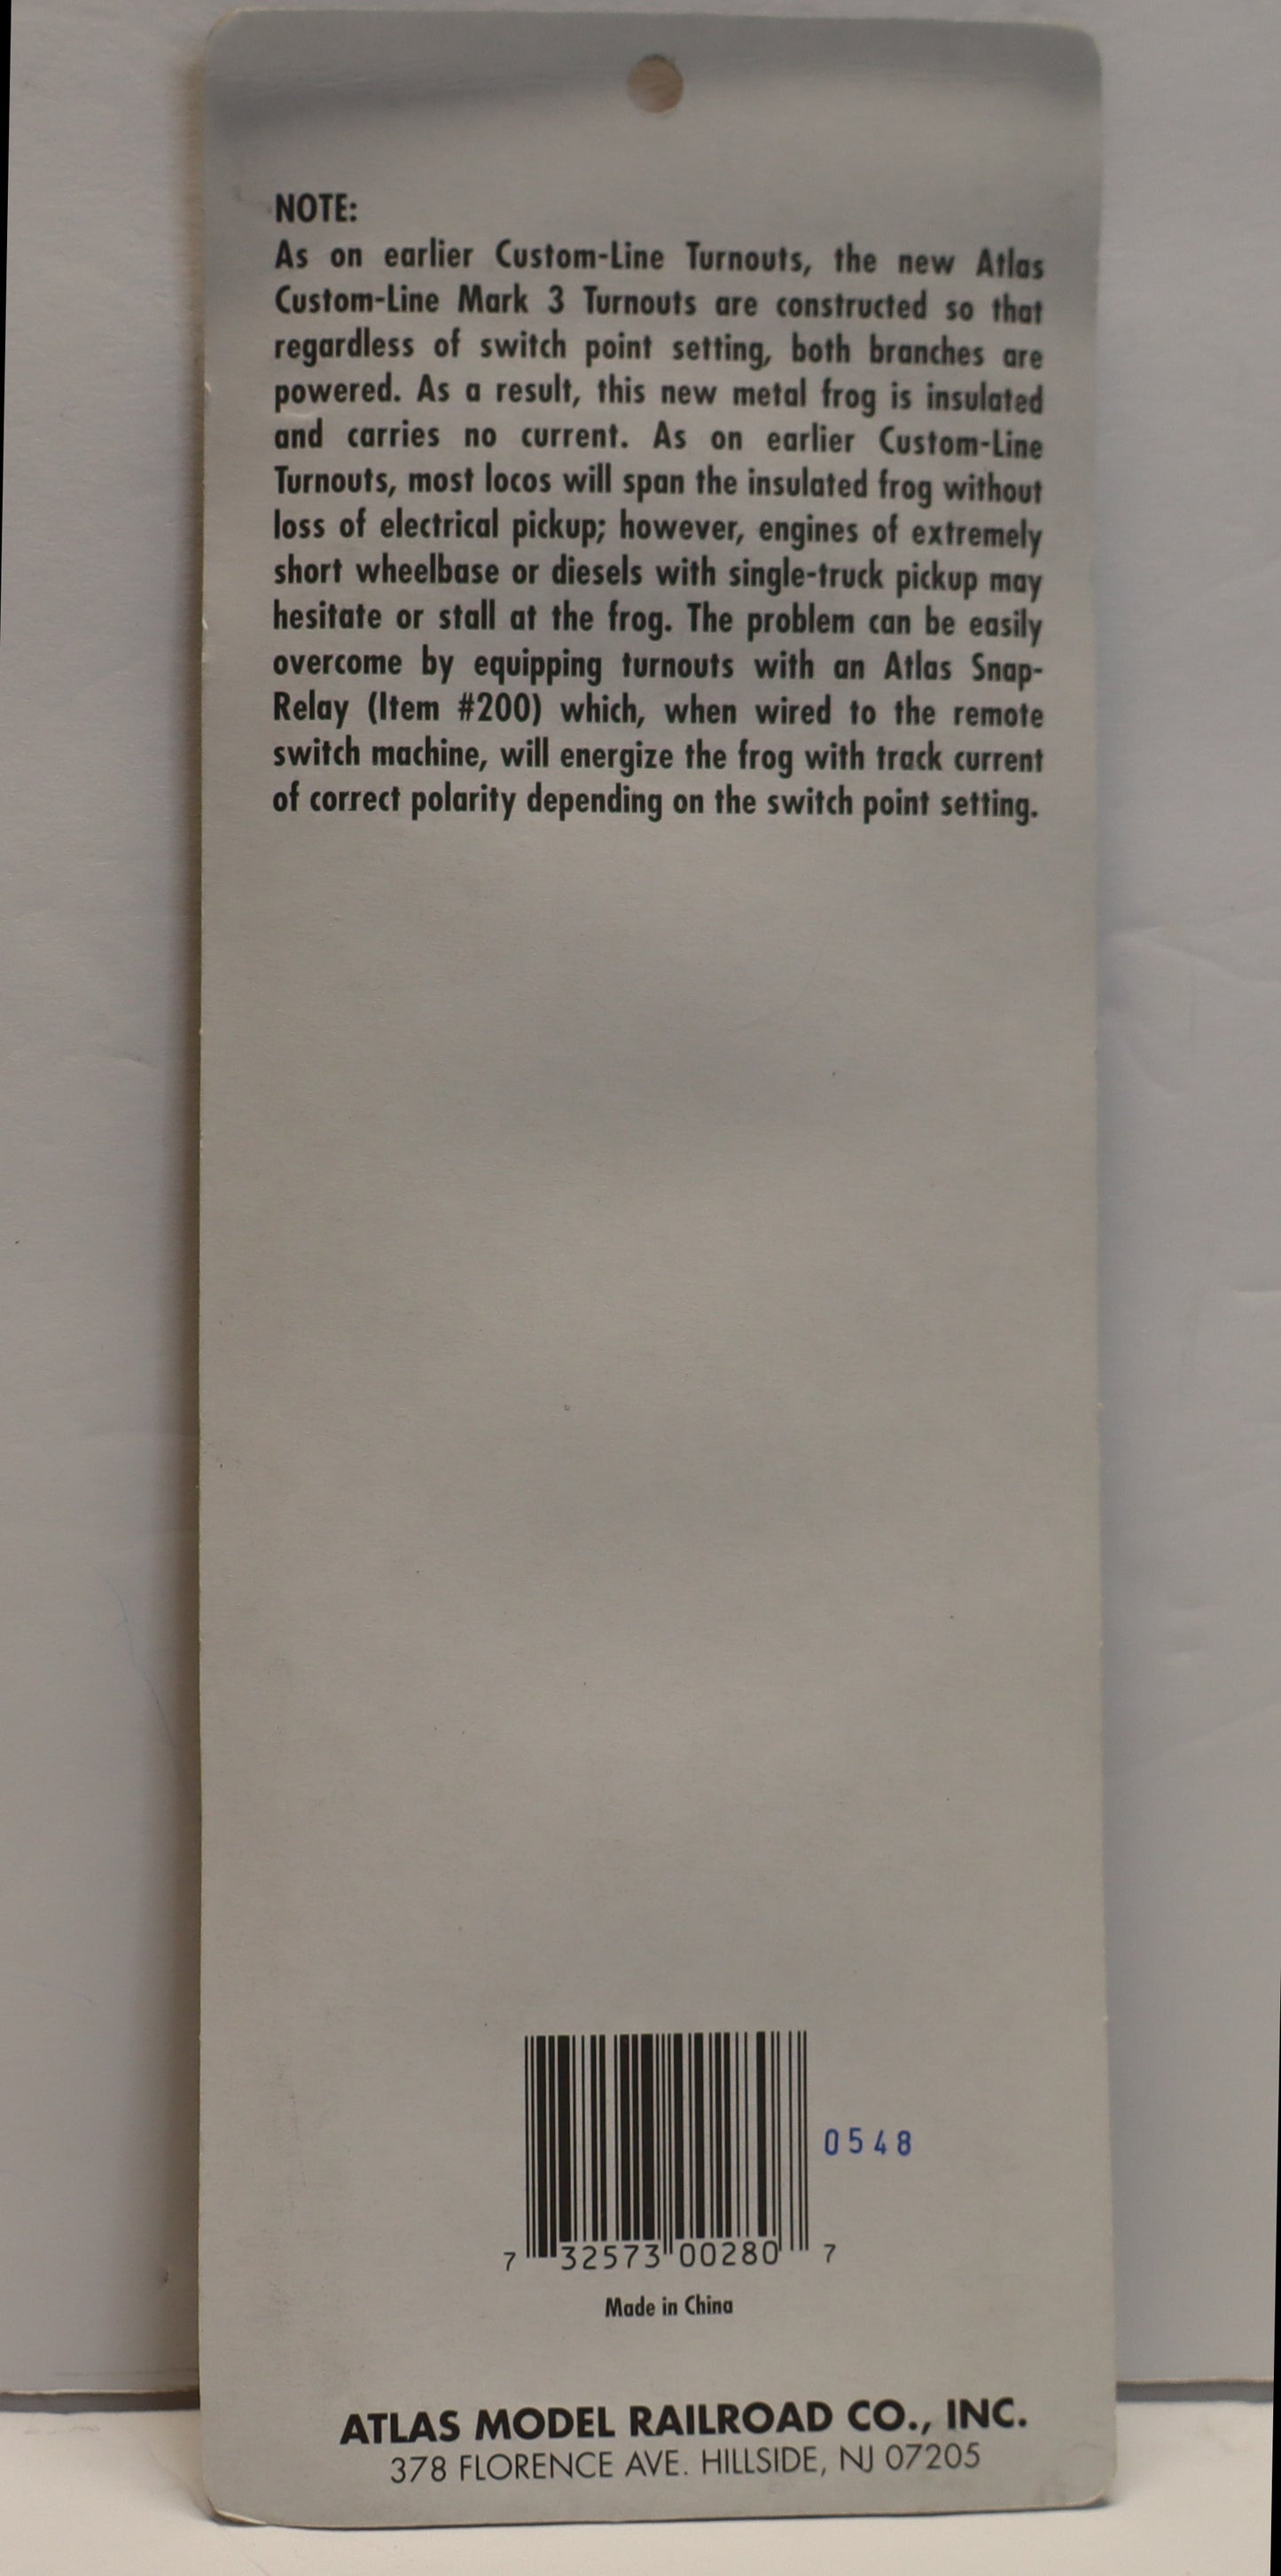 NOTE:
As on earlier Custom-Line Turnouts, the new Atlas
Custom-Line Mark 3 Turnouts are constructed so that
regardless of switch point setting, both branches are
powered. As a result, this new metal frog is insulated
and carries no current. As on earlier Custom-Line
Turnouts, most locos will span the insulated frog without
loss of electrical pickup; however, engines of extremely
short wheelbase or diesels with single-truck pickup may
hesitate or stall at the frog. The problem can be easily
overcome by equipping turnouts with an Atlas Snap-
Relay (Item #200) which, when wired to the remote
switch machine, will energize the frog with track current
of correct polarity depending on the switch point setting.
0548
7 32573 00280 7
Made in China
ATLAS MODEL RAILROAD CO., INC.
378 FLORENCE AVE. HILLSIDE, NJ 07205